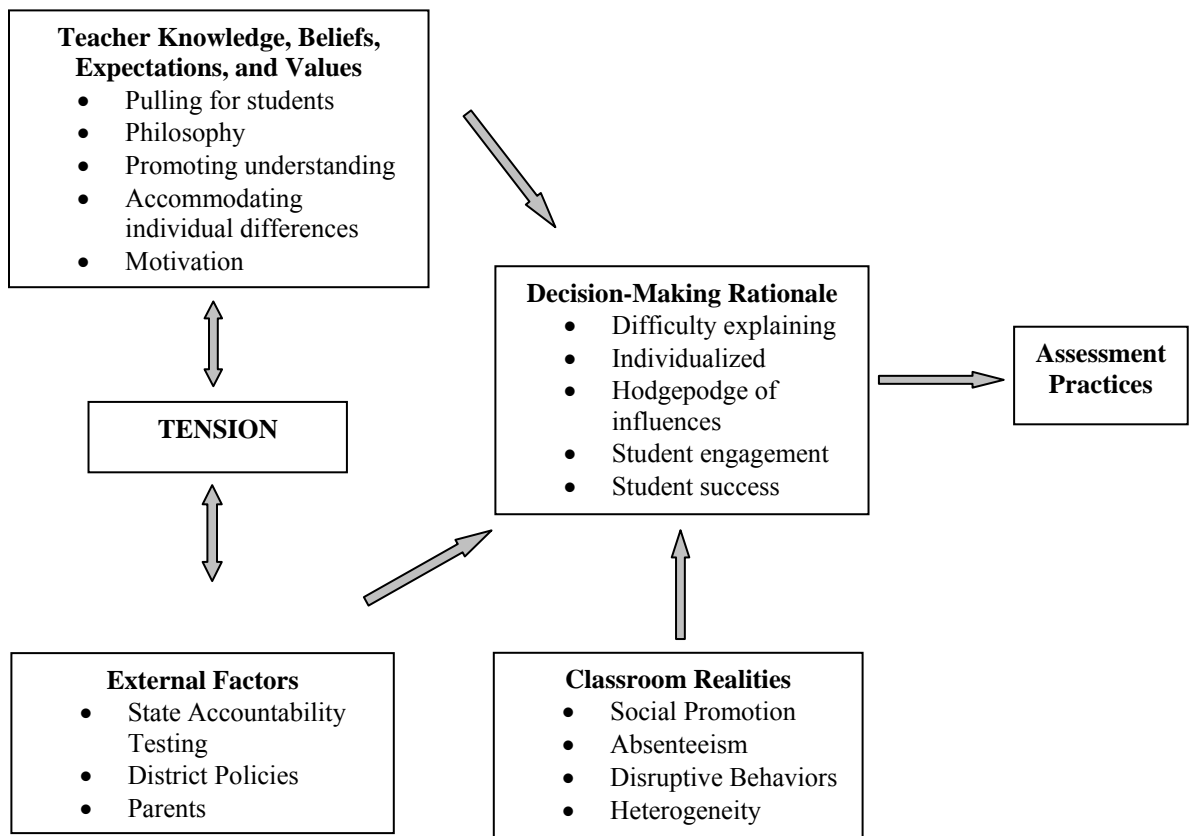 Teacher Knowledge, Beliefs,
Expectations, and Values
• Pulling for students
• Philosophy
• Promoting understanding
• Accommodating
individual differences
• Motivation
TENSION
External Factors
• State Accountability
Testing
• District Policies
• Parents
Decision-Making Rationale
• Difficulty explaining
• Individualized
• Hodgepodge of
influences
• Student engagement
• Student success
Classroom Realities
• Social Promotion
• Absenteeism
• Disruptive Behaviors
• Heterogeneity
Assessment
Practices